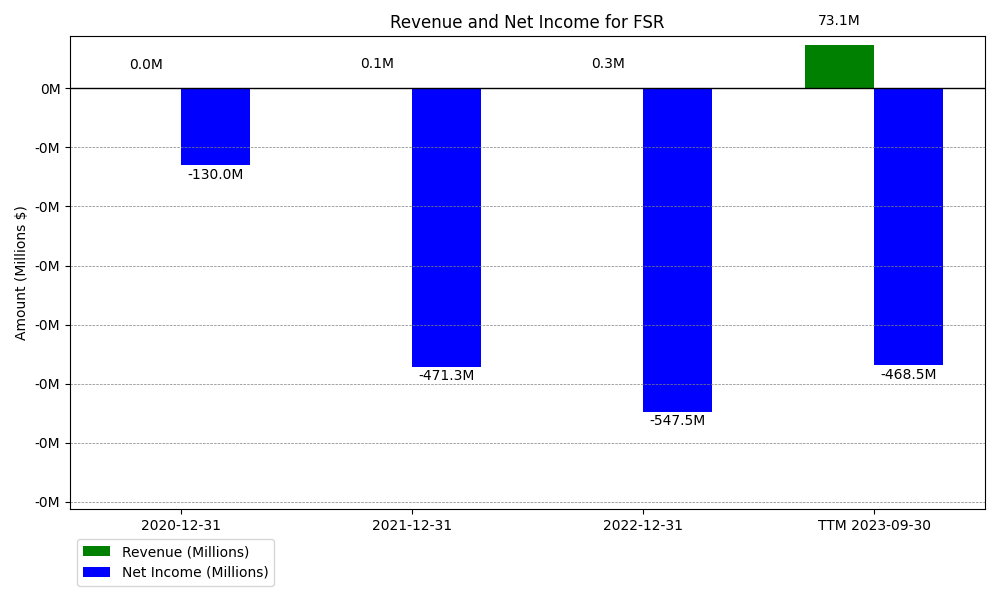 Revenue and Net Income for FSR
73.1M
0.0M
0.1M
0.3M
0M
-0M
-130.0M
-0M
-0M
-0M
-0M
-471.3M
-468.5M
-0M
-547.5M
-0M
Amount (Millions $)
2020-12-31
2021-12-31
2022-12-31
TTM 2023-09-30
Revenue (Millions)
Net Income (Millions)